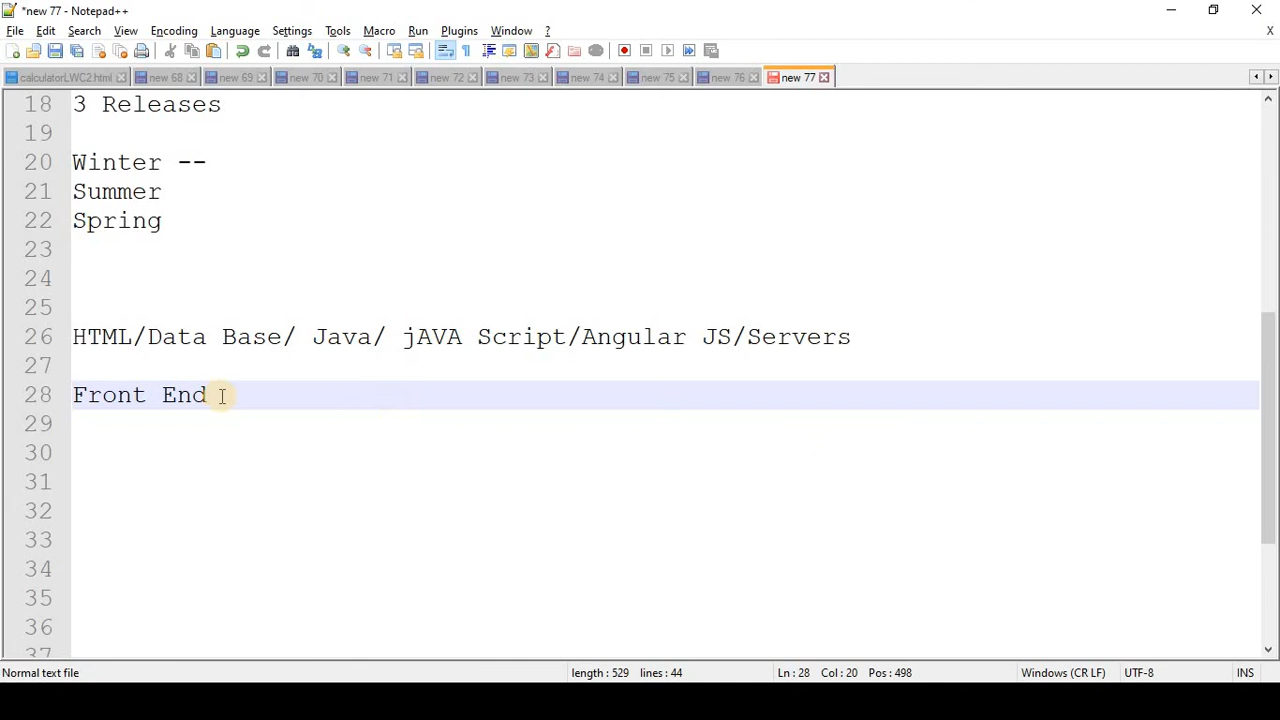 *new 77 - Notepad++
File Edit Search View Encoding Language Settings Tools Macro Run Plugins Window ? X
calculatorLWC2.html new 68 new 69 new 70 new 71 new 72 new 73 new 74 new 75 new 76 new 77
18 3 Releases
19
20 Winter --
21 Summer
22 Spring
23
24
25
26 HTML/Data Base/ Java/ jAVA Script/Angular JS/Servers
27
28 Front End
29
30
31
32
33
34
35
36
37
Normal text file length : 529 lines : 44 Ln : 28 Col : 20 Pos : 498 Windows (CR LF) UTF-8 INS